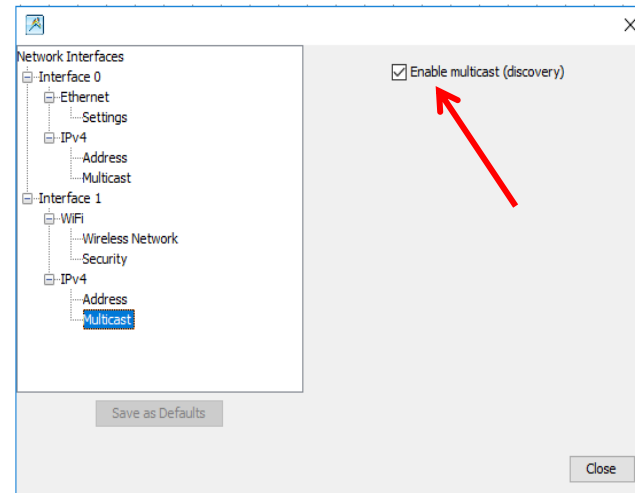 Network Interfaces
Interface 0
Ethernet
Settings
IPv4
Address
Multicast
Interface 1
WiFi
Wireless Network
Security
IPv4
Address
Multicast
Enable multicast (discovery)
Save as Defaults
Close